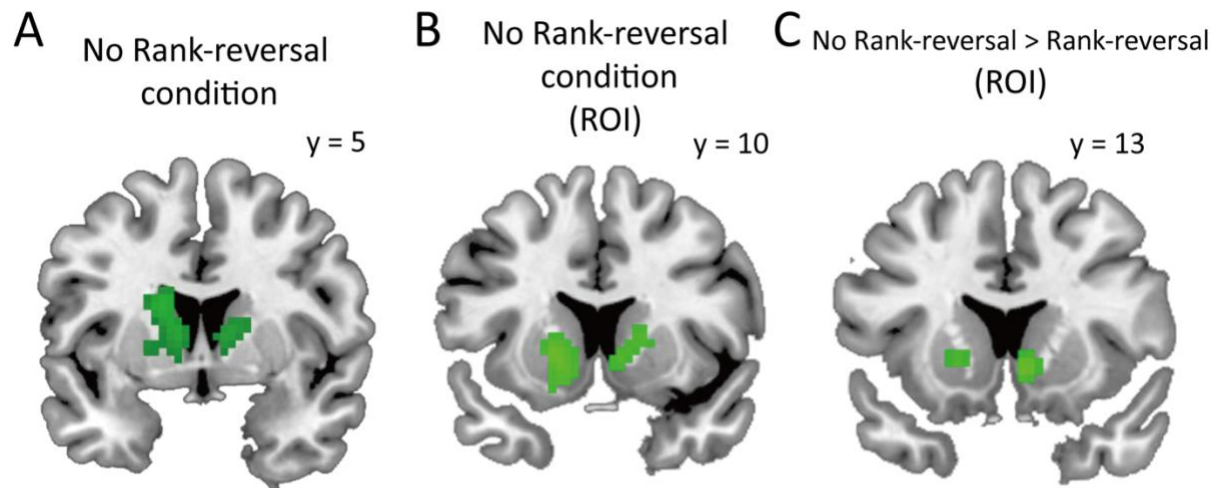 A
No Rank-reversal
condition
y = 5
B
No Rank-reversal
condition
(ROI)
y = 10
C
No Rank-reversal > Rank-reversal
(ROI)
y = 13